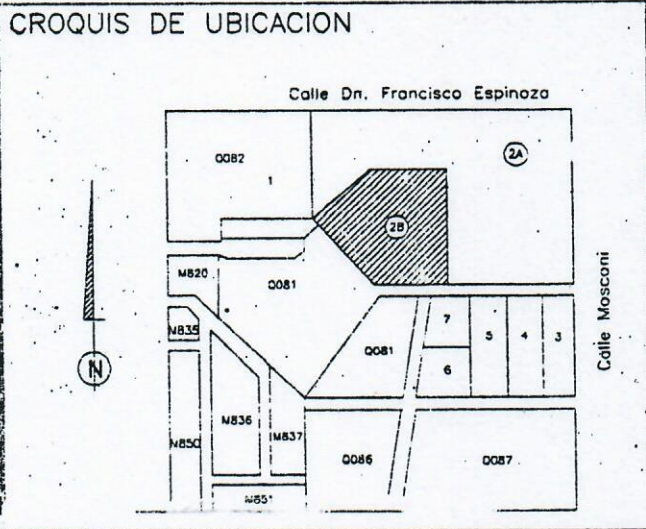 CROQUIS DE UBICACION
Calle Dn. Francisco Espinoza
0082
2A
1
2B
M820
0081
Calle Mosconi
M835
7
5
4
3
0081
6
M836
M837
M850
0086
0087
M851
N